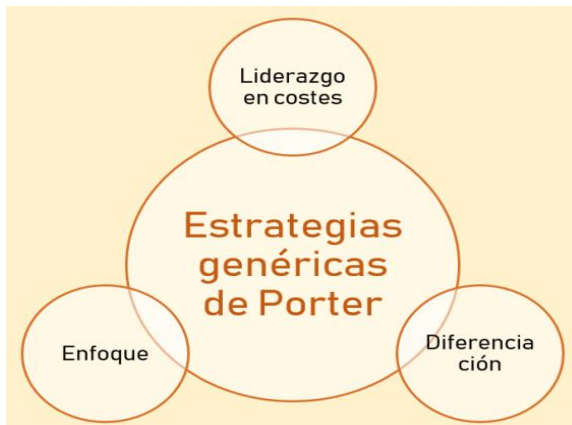 Liderazgo
en costes
Estrategias
genéricas
de Porter
Enfoque
Diferencia
ción